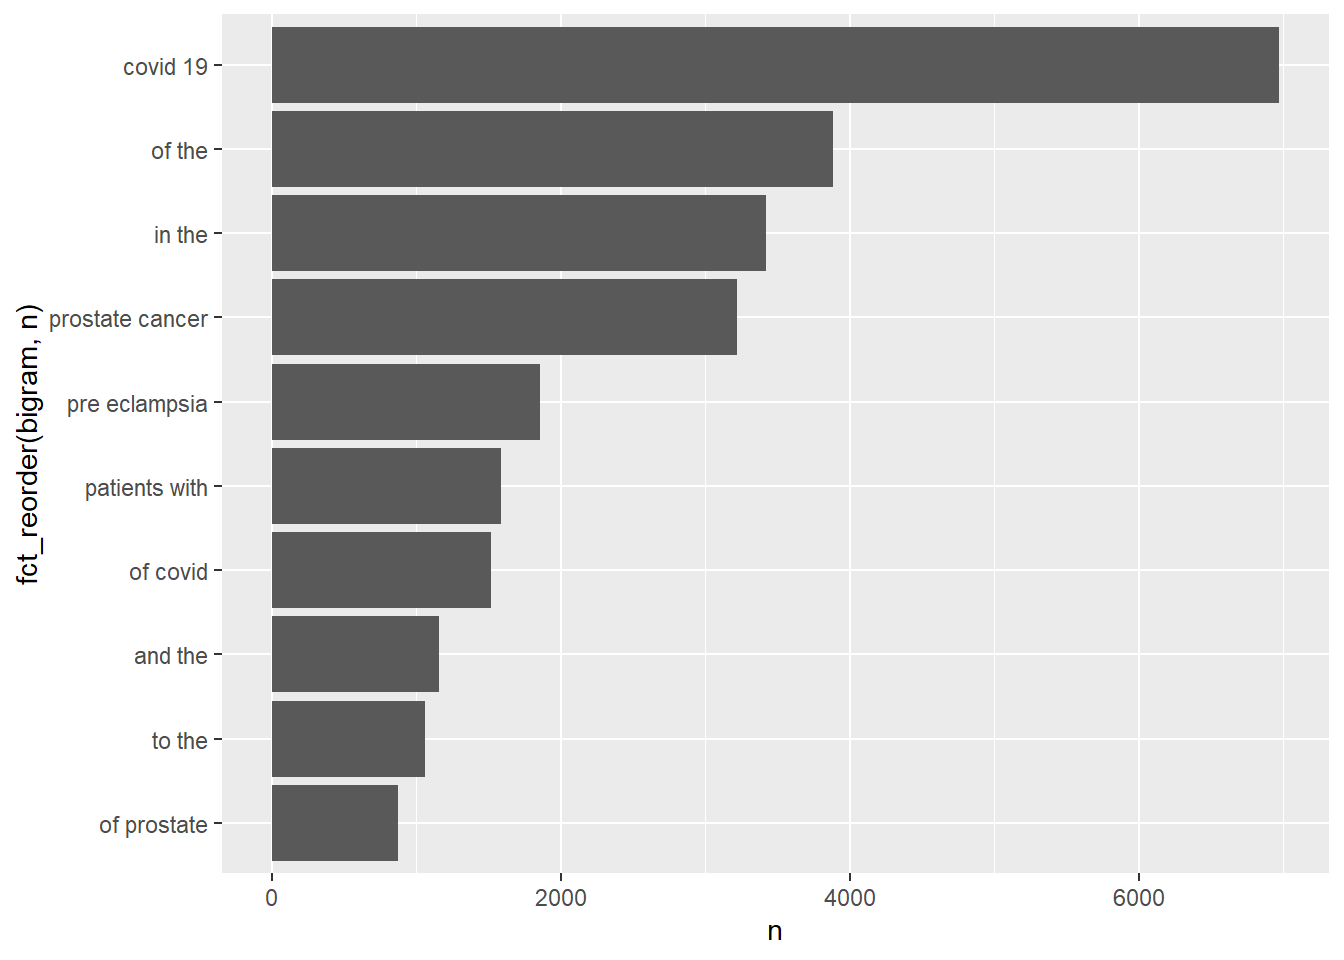 covid 19
of the
in the
prostate cancer
pre eclampsia
patients with
of covid
and the
to the
of prostate
fct_reorder(bigram, n)
0 2000 4000 6000
n